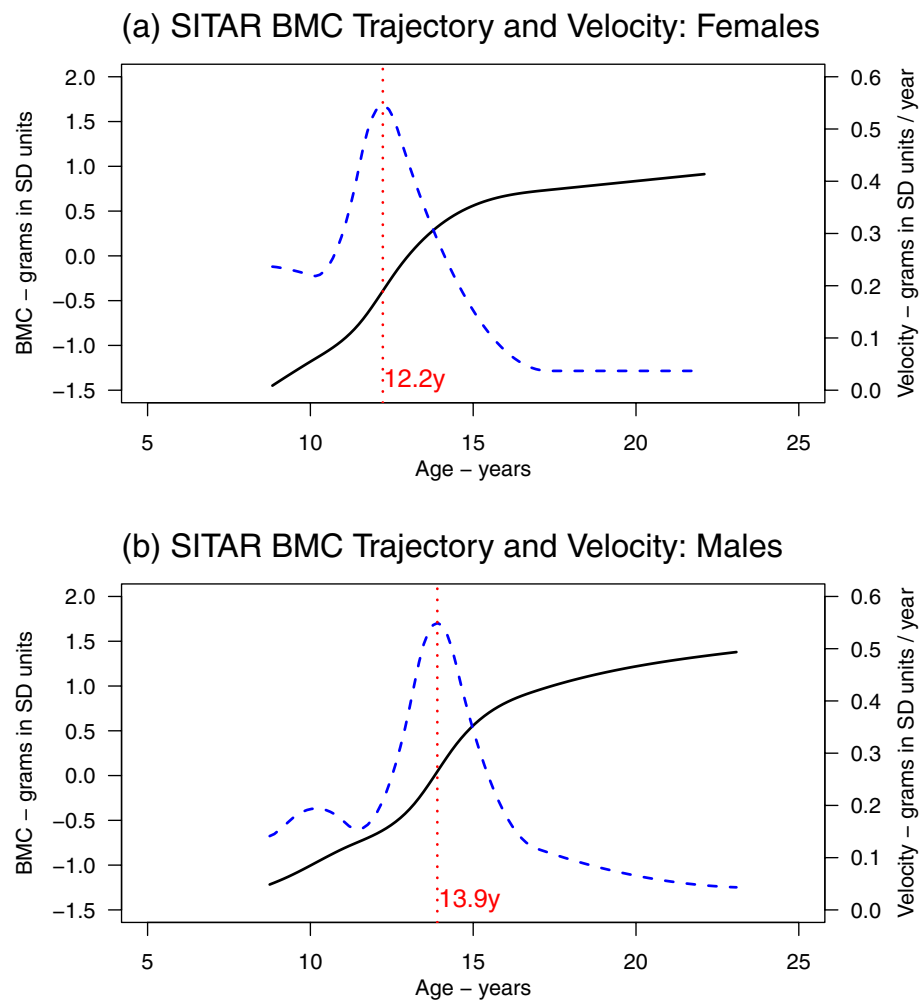 (a) SITAR BMC Trajectory and Velocity: Females
BMC − grams in SD units
2.0
1.5
1.0
0.5
0.0
−0.5
−1.0
−1.5
0.6
0.5
0.4
0.3
0.2
0.1
0.0
Velocity − grams in SD units / year
12.2y
5 10 15 20 25
Age − years
(b) SITAR BMC Trajectory and Velocity: Males
BMC − grams in SD units
2.0
1.5
1.0
0.5
0.0
−0.5
−1.0
−1.5
0.6
0.5
0.4
0.3
0.2
0.1
0.0
Velocity − grams in SD units / year
13.9y
5 10 15 20 25
Age − years